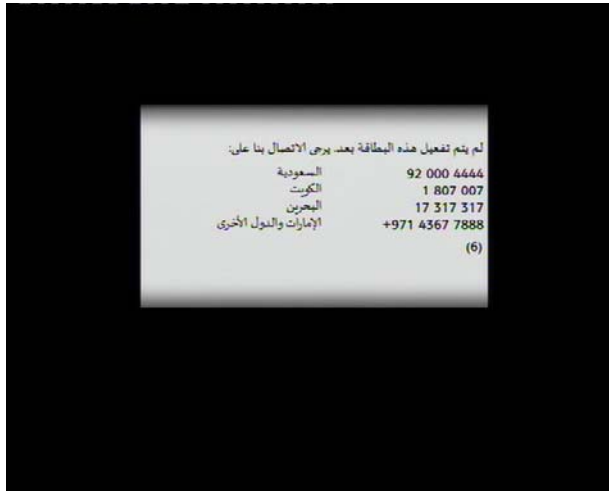 لم يتم تفعيل هذه البطاقة بعد. يرجى الاتصال بنا على:
92 000 4444 السعودية
1 807 007 الكويت
17 317 317 البحرين
+971 4367 7888 الإمارات والدول الأخرى
(6)